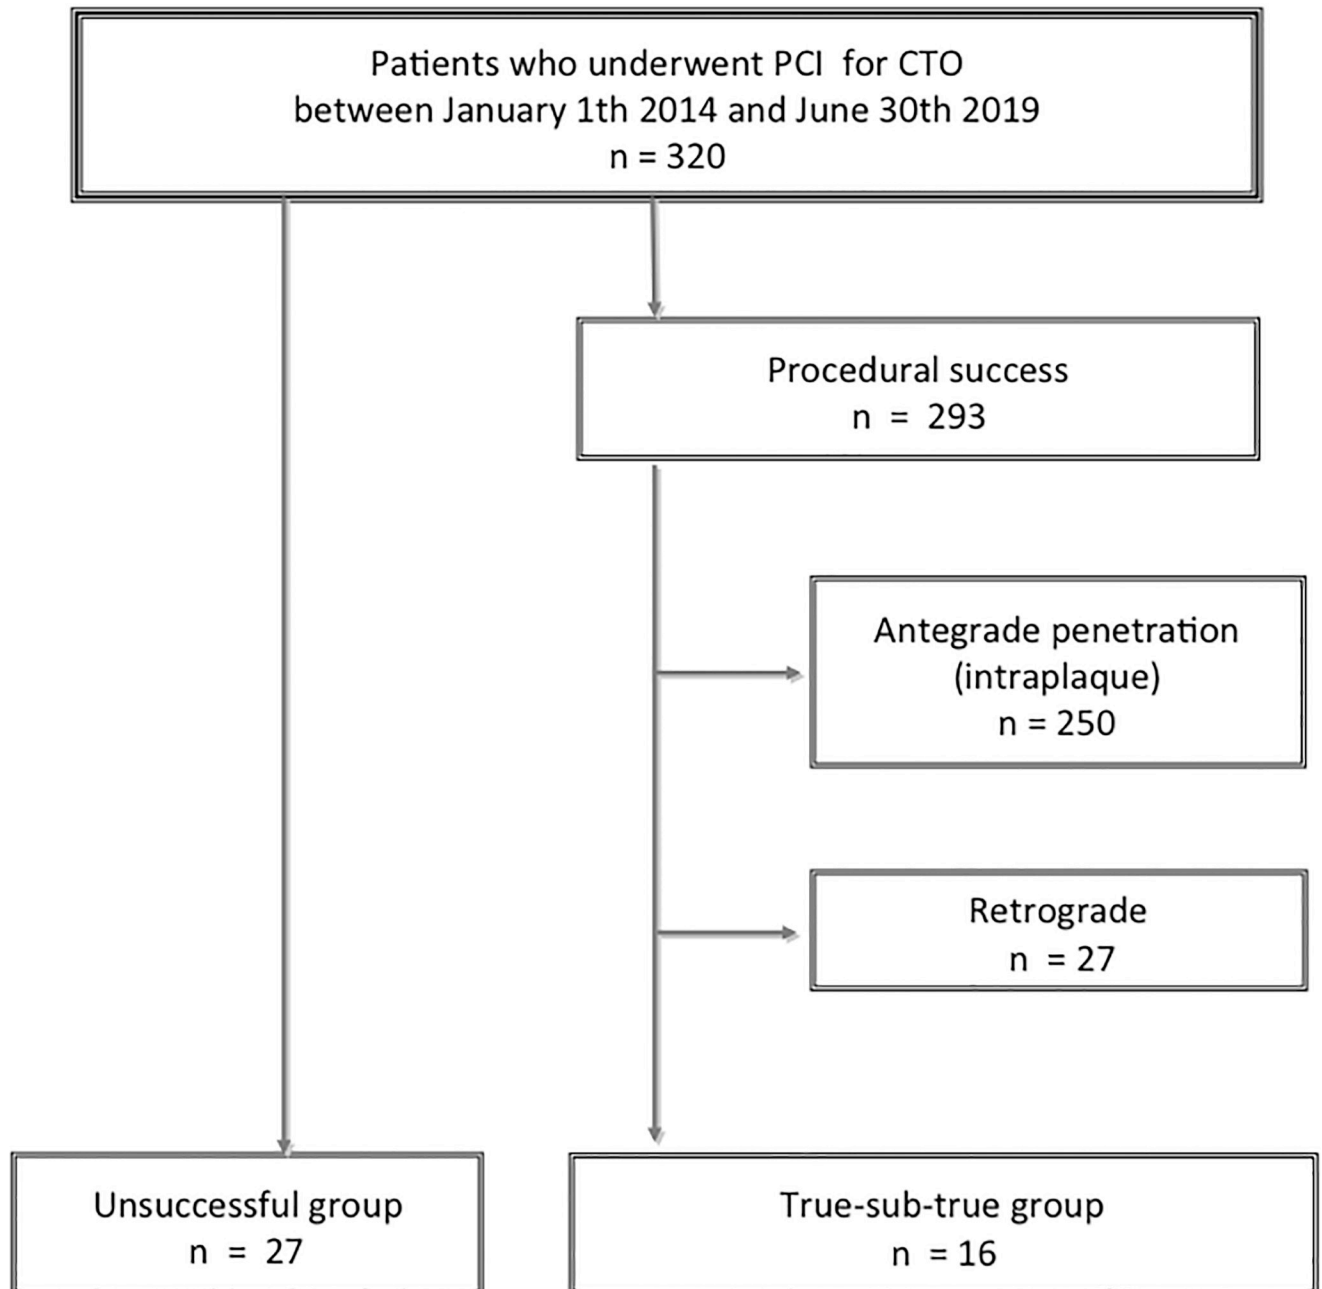 Patients who underwent PCI for CTO
between January 1th 2014 and June 30th 2019
n = 320
Procedural success
n = 293
Antegrade penetration
(intraplaque)
n = 250
Retrograde
n = 27
Unsuccessful group
n = 27
True-sub-true group
n = 16